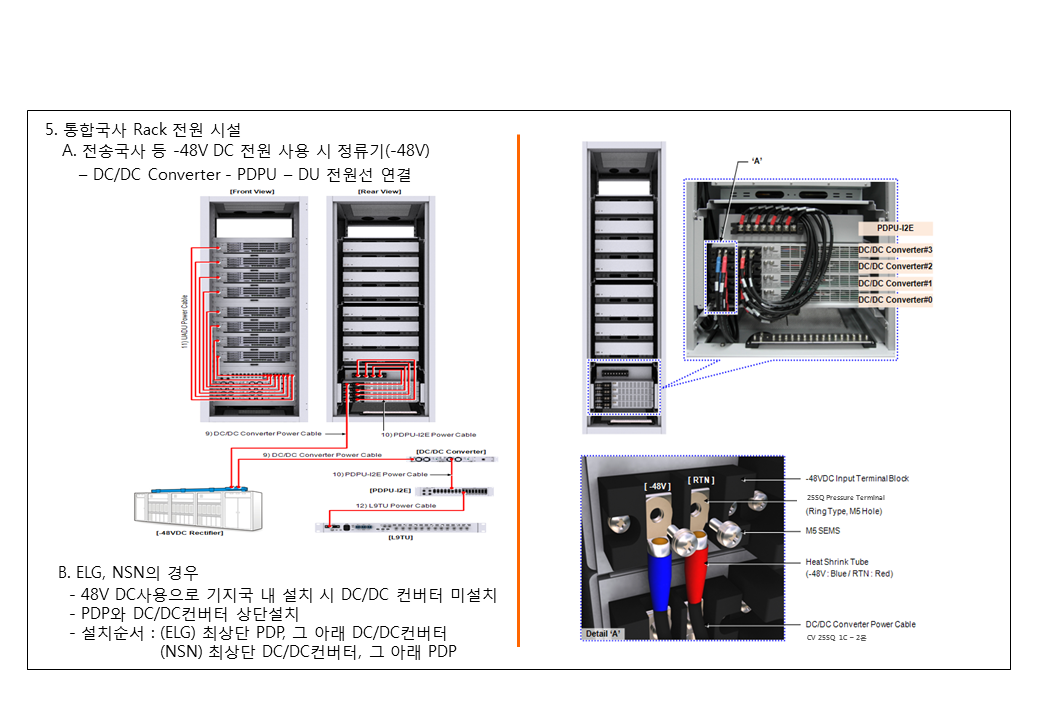 5. 통합국사 Rack 전원 시설
A. 전송국사 등 -48V DC 전원 사용 시 정류기(-48V)
– DC/DC Converter - PDPU – DU 전원선 연결
[Front View]
[Rear View]
11) UADU Power Cable
9) DC/DC Converter Power Cable
10) PDPU-I2E Power Cable
9) DC/DC Converter Power Cable
[DC/DC Converter]
10) PDPU-I2E Power Cable
[PDPU-I2E]
12) L9TU Power Cable
[-48VDC Rectifier]
[L9TU]
B. ELG, NSN의 경우
- 48V DC사용으로 기지국 내 설치 시 DC/DC 컨버터 미설치
- PDP와 DC/DC컨버터 상단설치
- 설치순서 : (ELG) 최상단 PDP, 그 아래 DC/DC컨버터
(NSN) 최상단 DC/DC컨버터, 그 아래 PDP
‘A’
PDPU-I2E
DC/DC Converter#3
DC/DC Converter#2
DC/DC Converter#1
DC/DC Converter#0
[ -48V ]
[ RTN ]
-48VDC Input Terminal Block
25SQ Pressure Terminal
(Ring Type, M5 Hole)
M5 SEMS
Heat Shrink Tube
(-48V : Blue / RTN : Red)
DC/DC Converter Power Cable
CV 25SQ 1C – 2온
Detail ‘A’